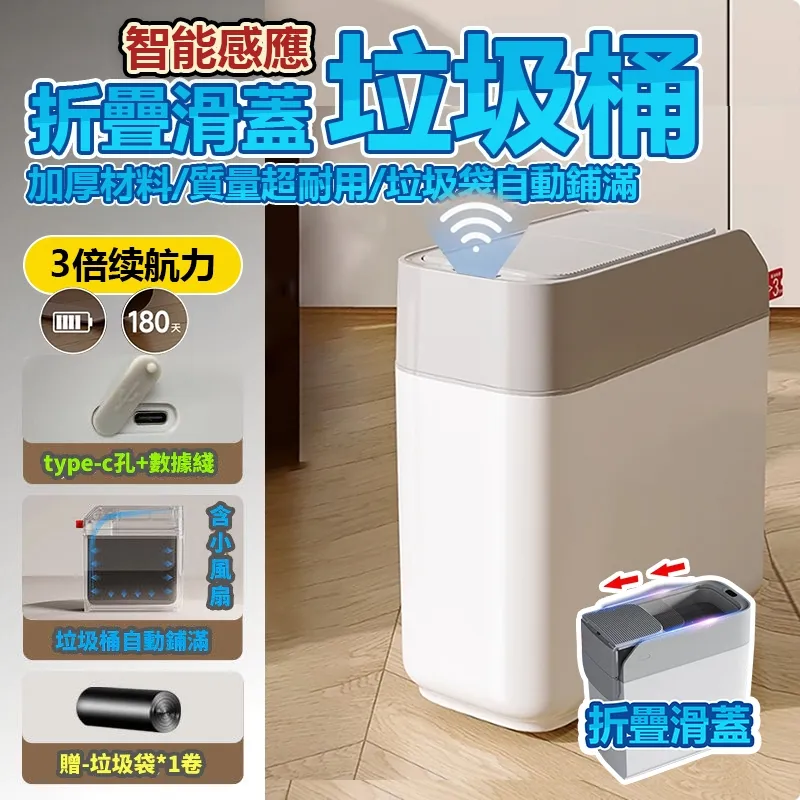 智能感應
折疊滑蓋 垃圾桶
加厚材料/質量超耐用/垃圾袋自動鋪滿
3倍续航力
180天
type-c孔+數據綫
含小風扇
垃圾桶自動鋪滿
贈-垃圾袋*1卷
折疊滑蓋